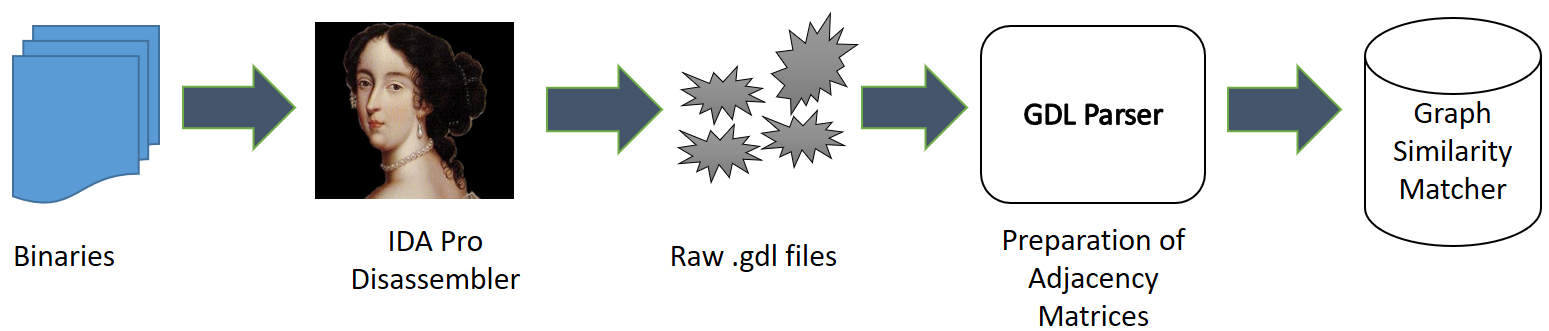 Binaries
IDA Pro
Disassembler
Raw .gdl files
GDL Parser
Preparation of
Adjacency
Matrices
Graph
Similarity
Matcher